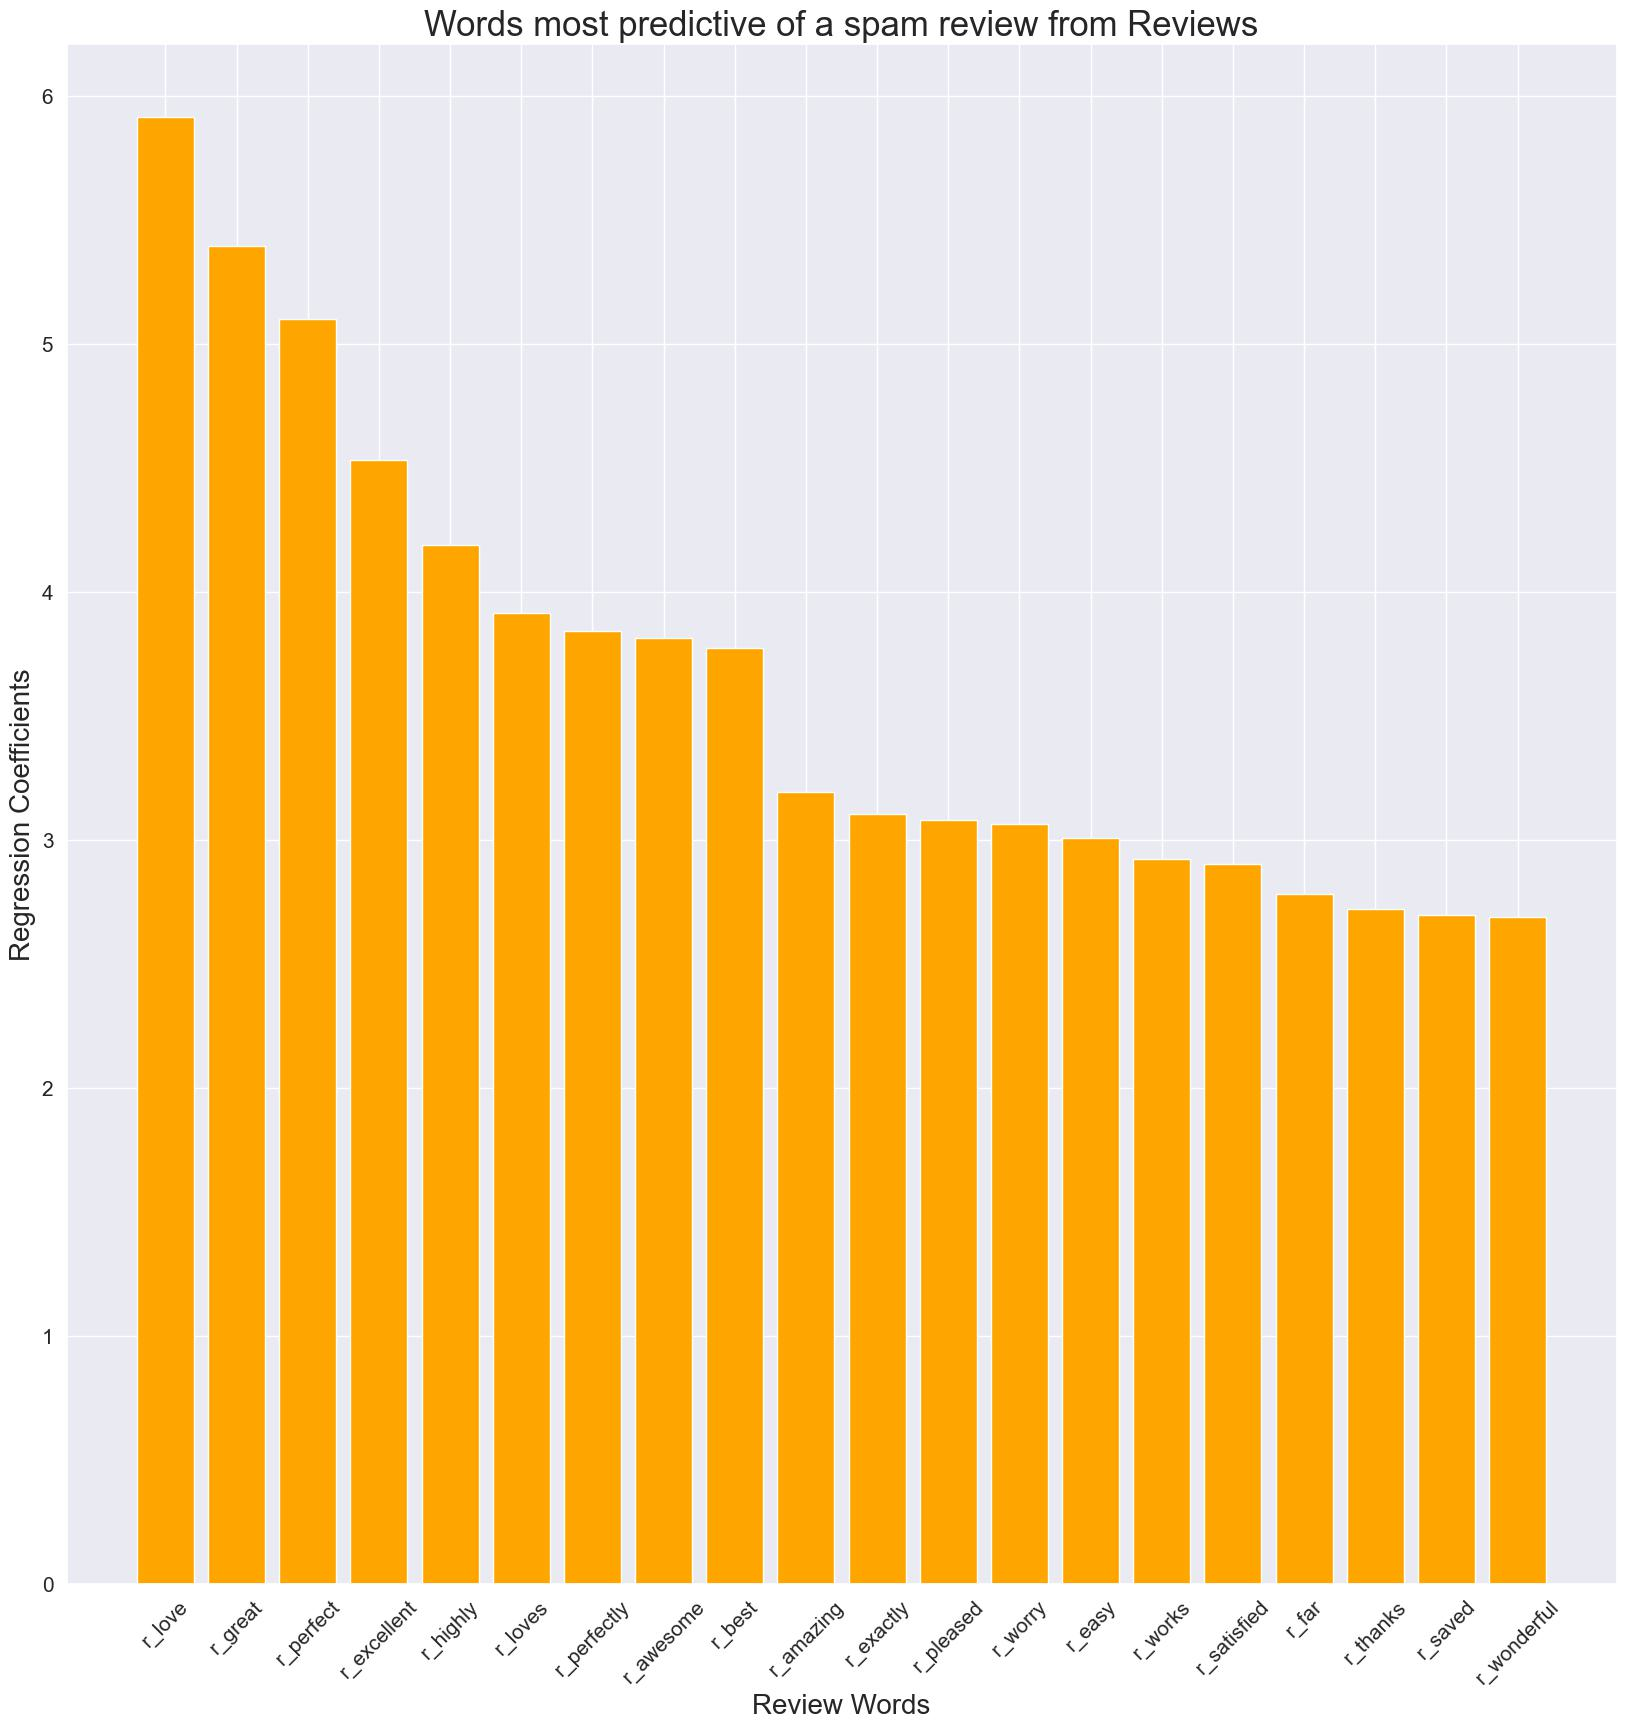 Words most predictive of a spam review from Reviews
Regression Coefficients
6
5
4
3
2
1
0
r_love
r_great
r_perfect
r_excellent
r_highly
r_loves
r_perfectly
r_awesome
r_best
r_amazing
r_exactly
r_pleased
r_worry
r_easy
r_works
r_satisfied
r_far
r_thanks
r_saved
r_wonderful
Review Words